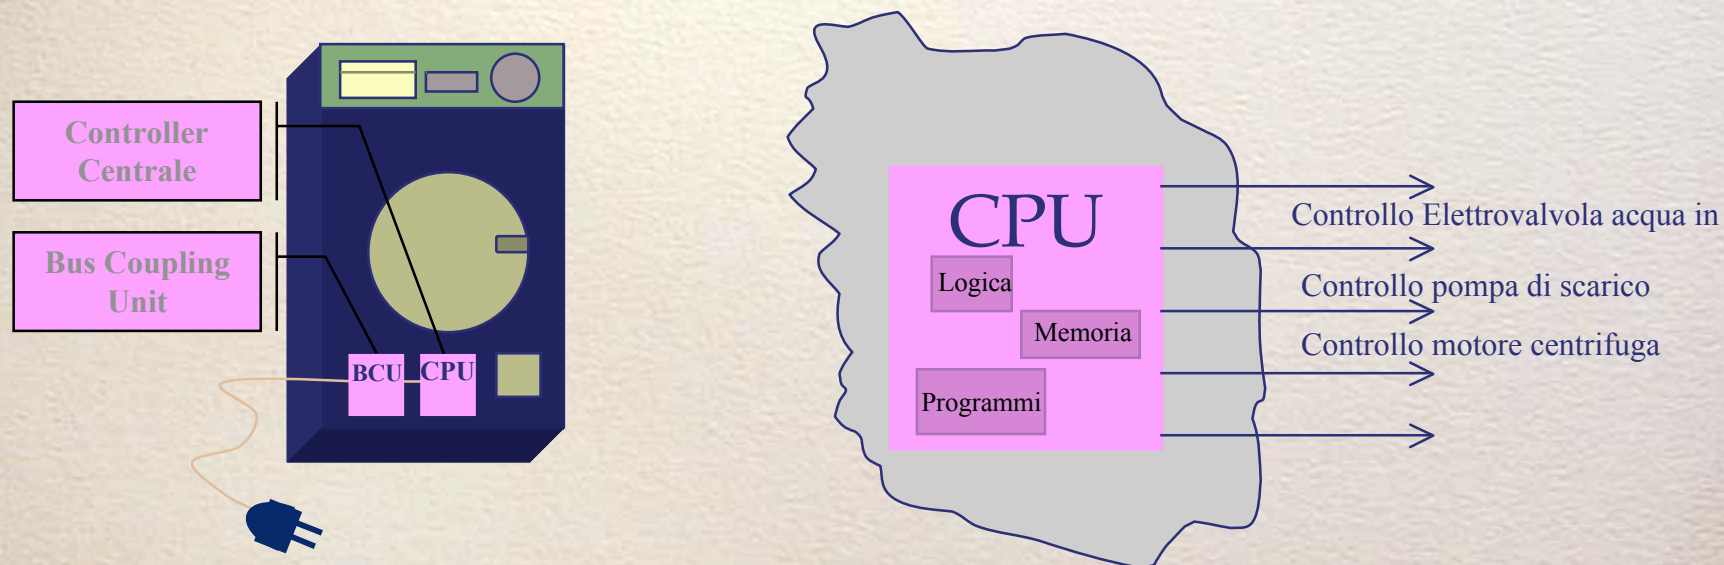 Controller
Centrale
Bus Coupling
Unit
BCU
CPU
CPU
Logica
Memoria
Programmi
Controllo Elettrovalvola acqua in
Controllo pompa di scarico
Controllo motore centrifuga